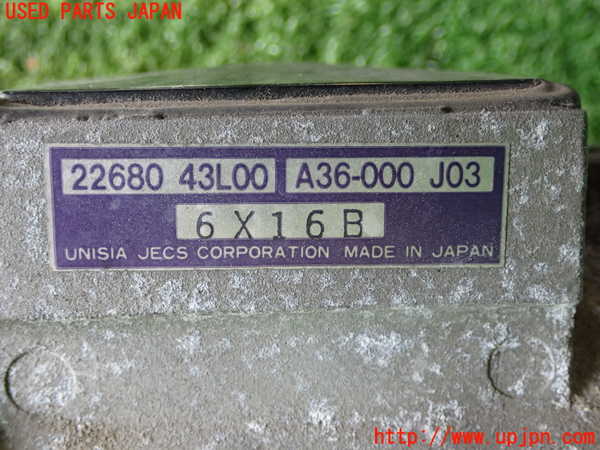 USED PARTS JAPAN
22680 43L00 A36-000 J03
6X16B
UNISIA JECS CORPORATION MADE IN JAPAN
http://www.upjpn.com/